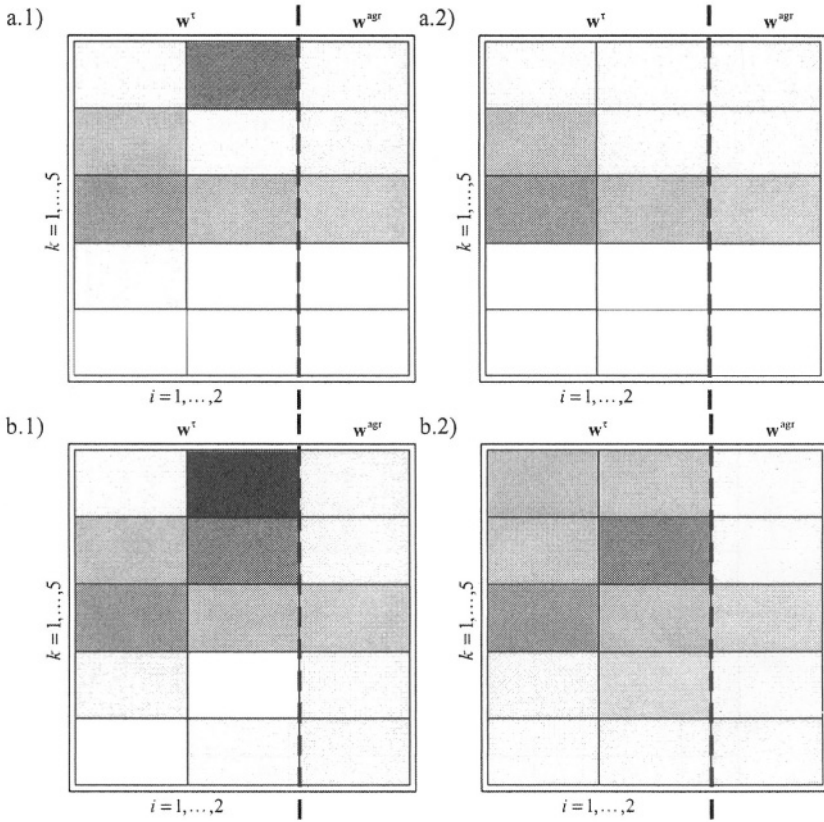 a.1) w^τ w^agr a.2) w^τ w^agr
k = 1,…,5 k = 1,…,5
i = 1,…,2 i = 1,…,2
b.1) w^τ w^agr b.2) w^τ w^agr
k = 1,…,5 k = 1,…,5
i = 1,…,2 i = 1,…,2